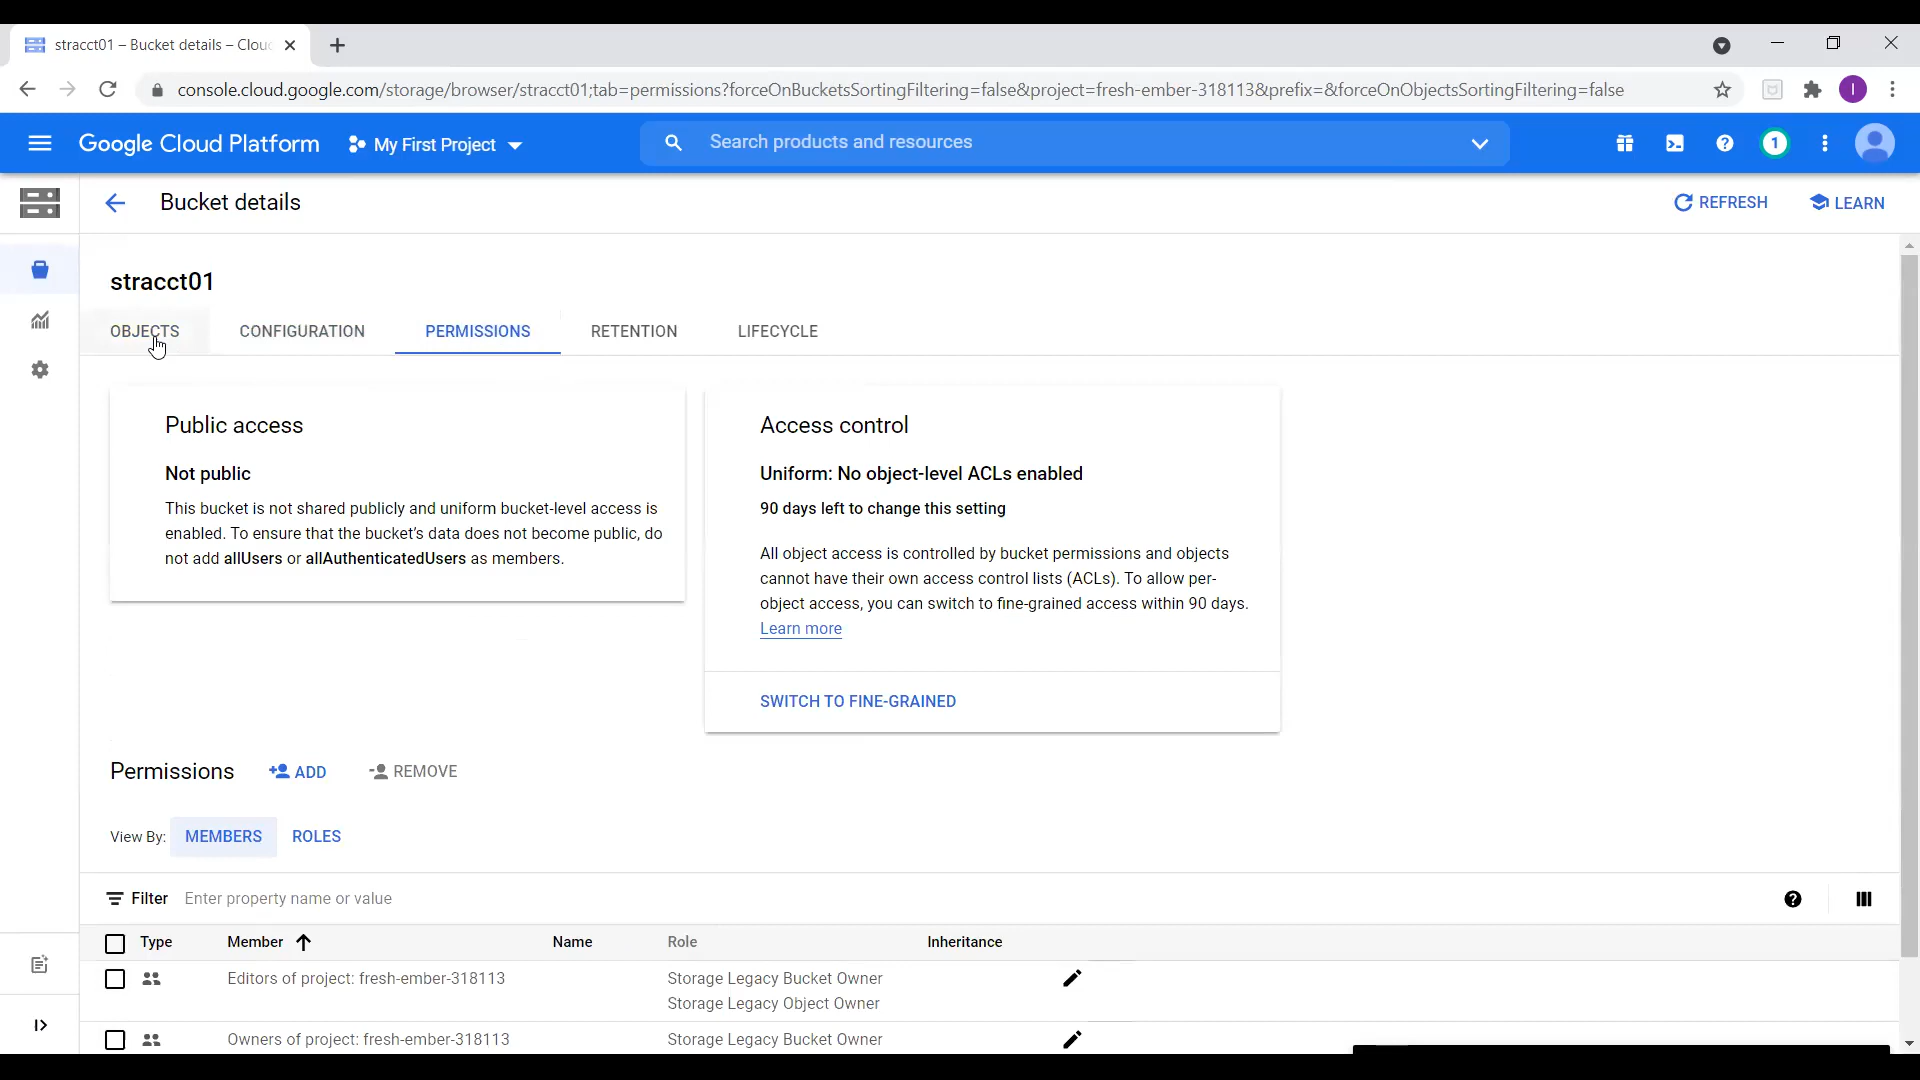 stracct01 – Bucket details – Clou
console.cloud.google.com/storage/browser/stracct01;tab=permissions?forceOnBucketsSortingFiltering=false&project=fresh-ember-318113&prefix=&forceOnObjectsSortingFiltering=false
I
Google Cloud Platform
My First Project
Search products and resources
1
Bucket details
REFRESH
LEARN
stracct01
OBJECTS
CONFIGURATION
PERMISSIONS
RETENTION
LIFECYCLE
Public access
Not public
This bucket is not shared publicly and uniform bucket-level access is
enabled. To ensure that the bucket's data does not become public, do
not add allUsers or allAuthenticatedUsers as members.
Access control
Uniform: No object-level ACLs enabled
90 days left to change this setting
All object access is controlled by bucket permissions and objects
cannot have their own access control lists (ACLs). To allow per-
object access, you can switch to fine-grained access within 90 days.
Learn more
SWITCH TO FINE-GRAINED
Permissions
ADD
REMOVE
View By:
MEMBERS
ROLES
Filter
Enter property name or value
Type
Member
Name
Role
Inheritance
Editors of project: fresh-ember-318113
Storage Legacy Bucket Owner
Storage Legacy Object Owner
Owners of project: fresh-ember-318113
Storage Legacy Bucket Owner